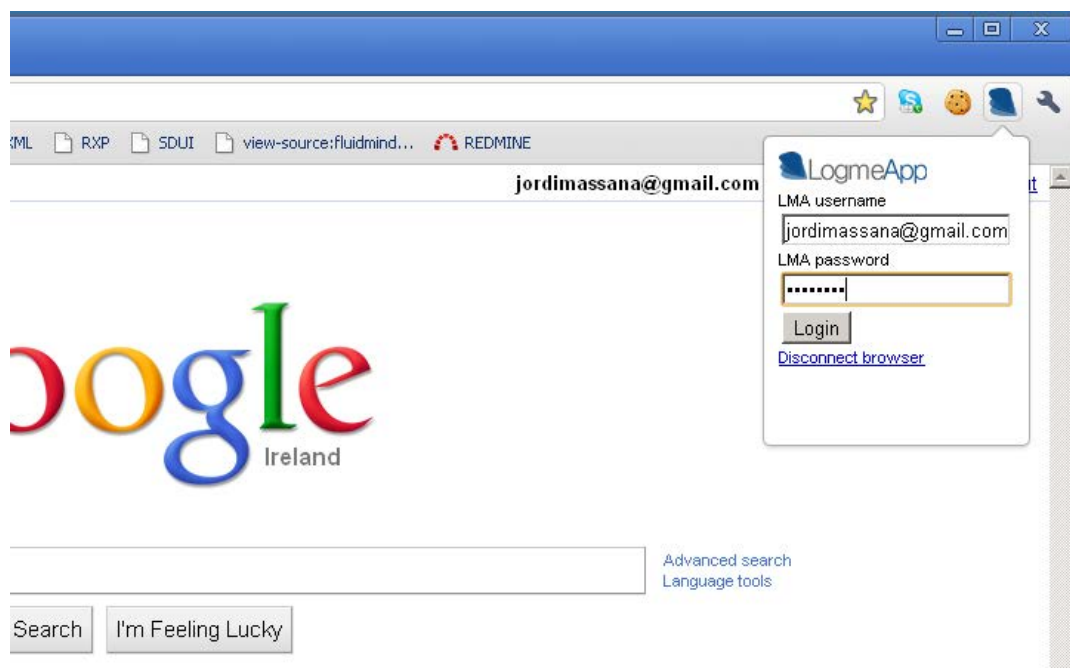 XML RXP SDUI view-source:fluidmind... REDMINE
jordimassana@gmail.com
LogmeApp
LMA username
jordimassana@gmail.com
LMA password
••••••••
Login
Disconnect browser
oogle
Ireland
Advanced search
Language tools
Search I'm Feeling Lucky